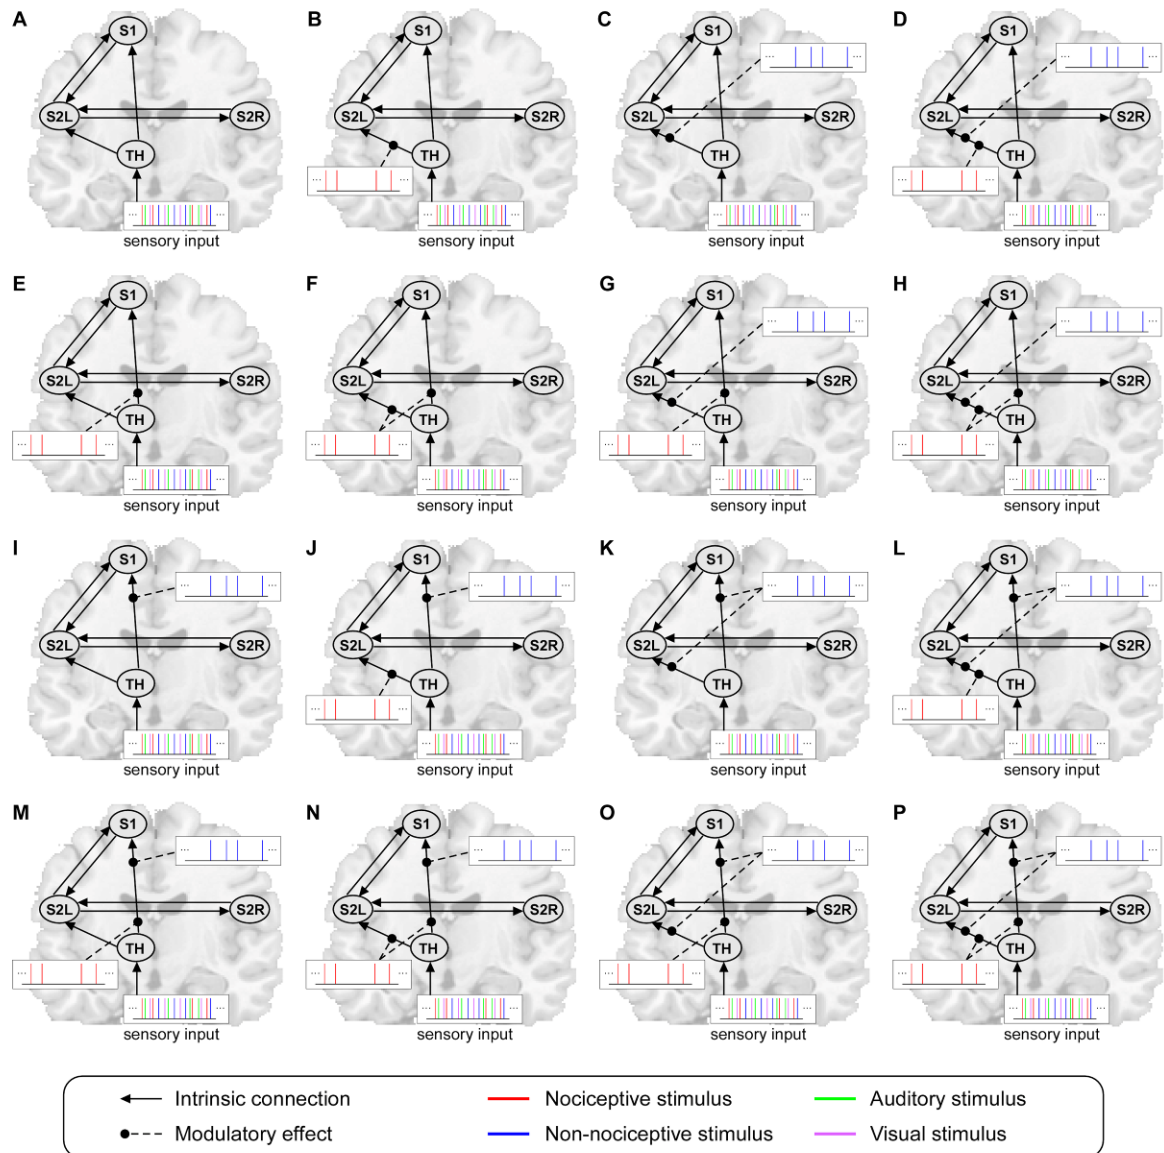 A B C D
S1 S1 S1 S1
S2L S2R S2L S2R S2L S2R S2L S2R
TH TH TH TH
sensory input sensory input sensory input sensory input
E F G H
S1 S1 S1 S1
S2L S2R S2L S2R S2L S2R S2L S2R
TH TH TH TH
sensory input sensory input sensory input sensory input
I J K L
S1 S1 S1 S1
S2L S2R S2L S2R S2L S2R S2L S2R
TH TH TH TH
sensory input sensory input sensory input sensory input
M N O P
S1 S1 S1 S1
S2L S2R S2L S2R S2L S2R S2L S2R
TH TH TH TH
sensory input sensory input sensory input sensory input
Intrinsic connection Nociceptive stimulus Auditory stimulus
Modulatory effect Non-nociceptive stimulus Visual stimulus